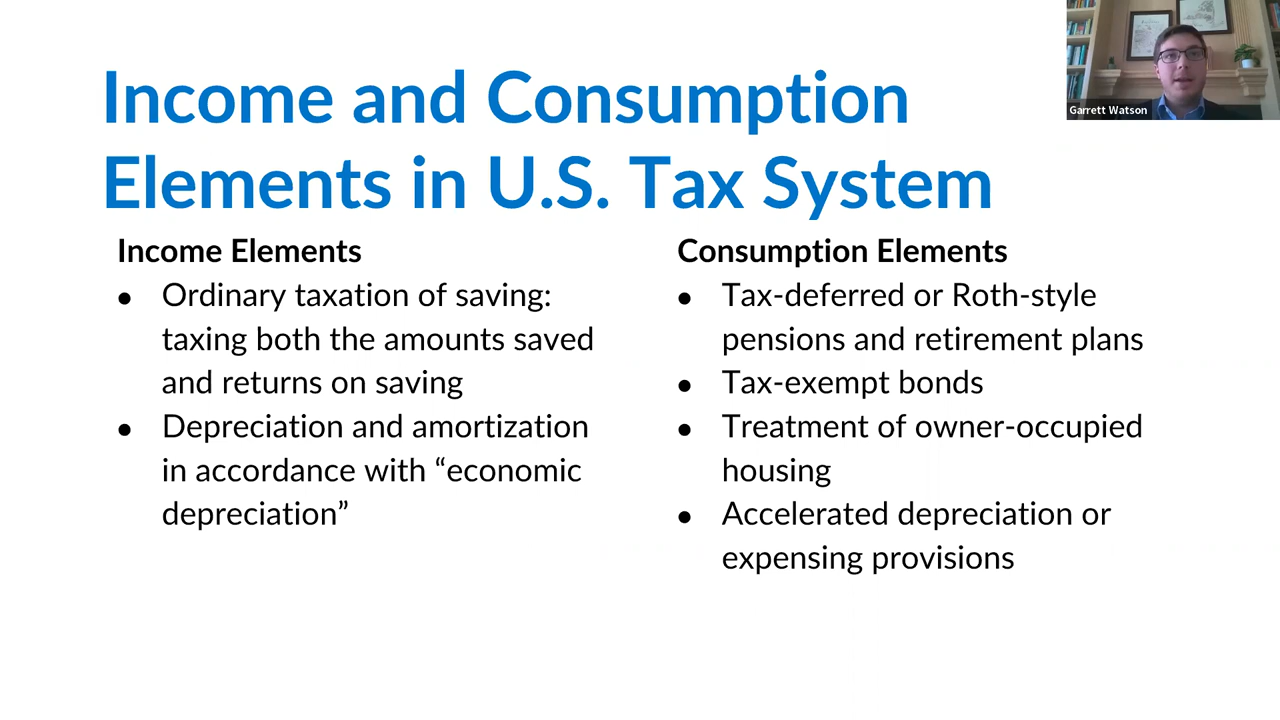 Income and Consumption
Elements in U.S. Tax System
Income Elements
● Ordinary taxation of saving:
taxing both the amounts saved
and returns on saving
● Depreciation and amortization
in accordance with “economic
depreciation”
Consumption Elements
● Tax-deferred or Roth-style
pensions and retirement plans
● Tax-exempt bonds
● Treatment of owner-occupied
housing
● Accelerated depreciation or
expensing provisions
Garrett Watson